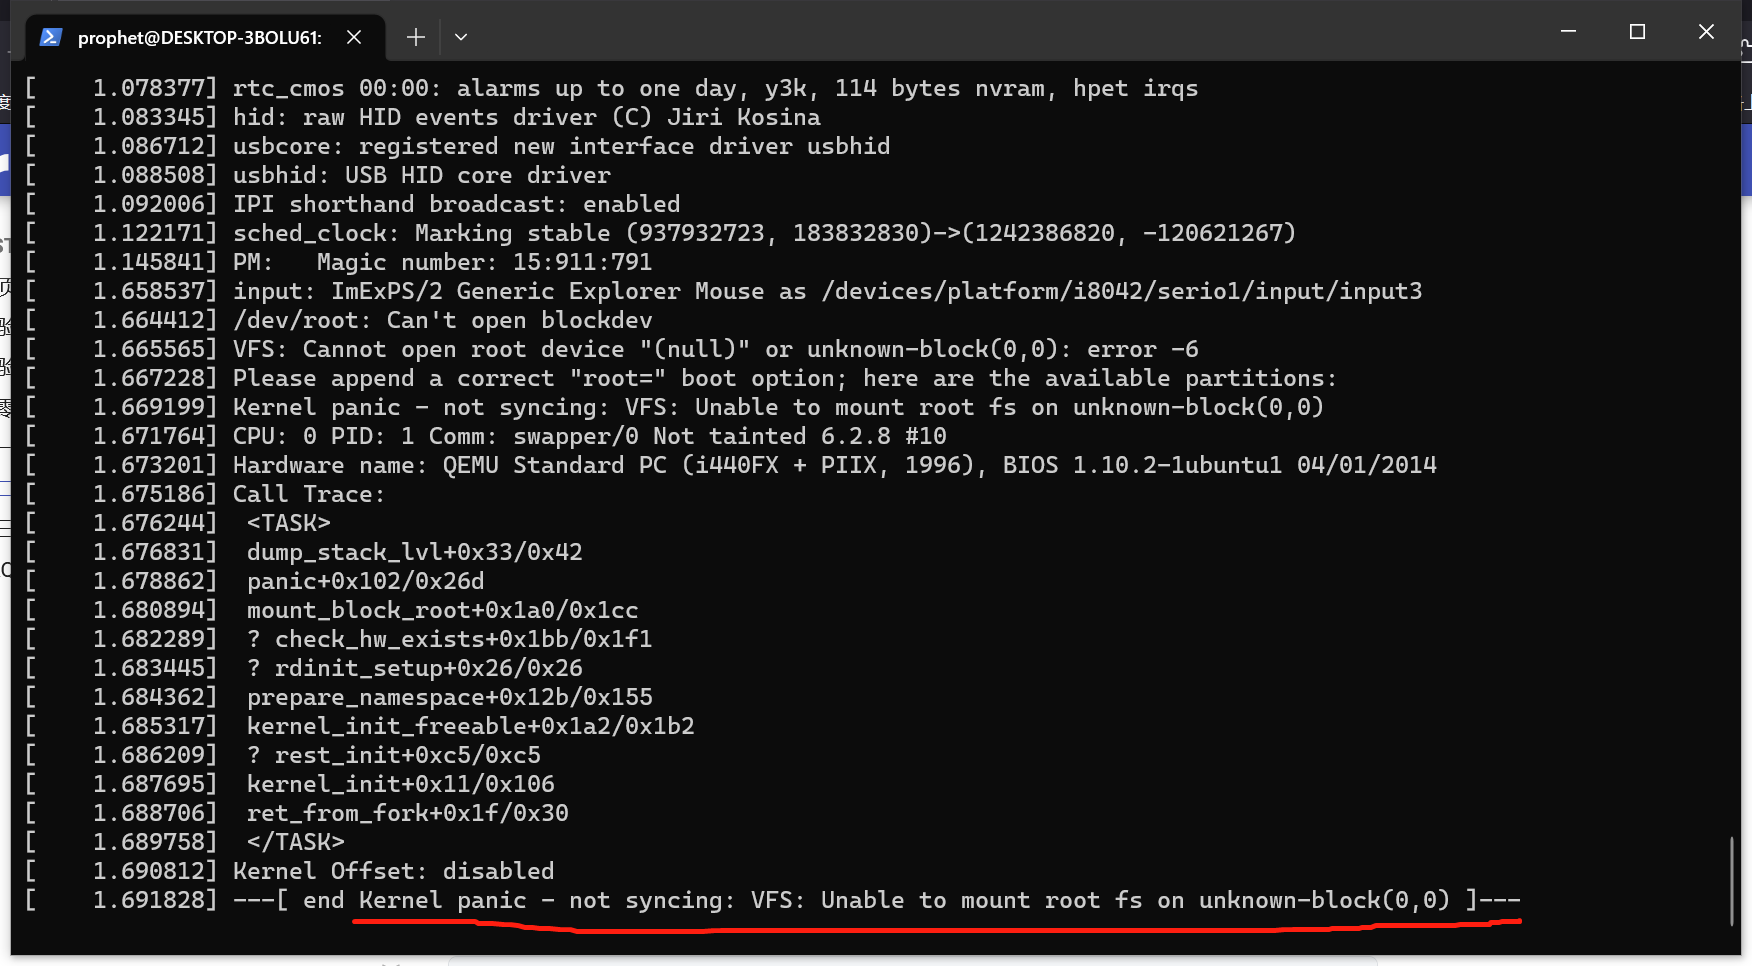 prophet@DESKTOP-3BOLU61:
[    1.078377] rtc_cmos 00:00: alarms up to one day, y3k, 114 bytes nvram, hpet irqs
[    1.083345] hid: raw HID events driver (C) Jiri Kosina
[    1.086712] usbcore: registered new interface driver usbhid
[    1.088508] usbhid: USB HID core driver
[    1.092006] IPI shorthand broadcast: enabled
[    1.122171] sched_clock: Marking stable (937932723, 183832830)->(1242386820, -120621267)
[    1.145841] PM:   Magic number: 15:911:791
[    1.658537] input: ImExPS/2 Generic Explorer Mouse as /devices/platform/i8042/serio1/input/input3
[    1.664412] /dev/root: Can't open blockdev
[    1.665565] VFS: Cannot open root device "(null)" or unknown-block(0,0): error -6
[    1.667228] Please append a correct "root=" boot option; here are the available partitions:
[    1.669199] Kernel panic - not syncing: VFS: Unable to mount root fs on unknown-block(0,0)
[    1.671764] CPU: 0 PID: 1 Comm: swapper/0 Not tainted 6.2.8 #10
[    1.673201] Hardware name: QEMU Standard PC (i440FX + PIIX, 1996), BIOS 1.10.2-1ubuntu1 04/01/2014
[    1.675186] Call Trace:
[    1.676244]  <TASK>
[    1.676831]  dump_stack_lvl+0x33/0x42
[    1.678862]  panic+0x102/0x26d
[    1.680894]  mount_block_root+0x1a0/0x1cc
[    1.682289]  ? check_hw_exists+0x1bb/0x1f1
[    1.683445]  ? rdinit_setup+0x26/0x26
[    1.684362]  prepare_namespace+0x12b/0x155
[    1.685317]  kernel_init_freeable+0x1a2/0x1b2
[    1.686209]  ? rest_init+0xc5/0xc5
[    1.687695]  kernel_init+0x11/0x106
[    1.688706]  ret_from_fork+0x1f/0x30
[    1.689758]  </TASK>
[    1.690812] Kernel Offset: disabled
[    1.691828] ---[ end Kernel panic - not syncing: VFS: Unable to mount root fs on unknown-block(0,0) ]---